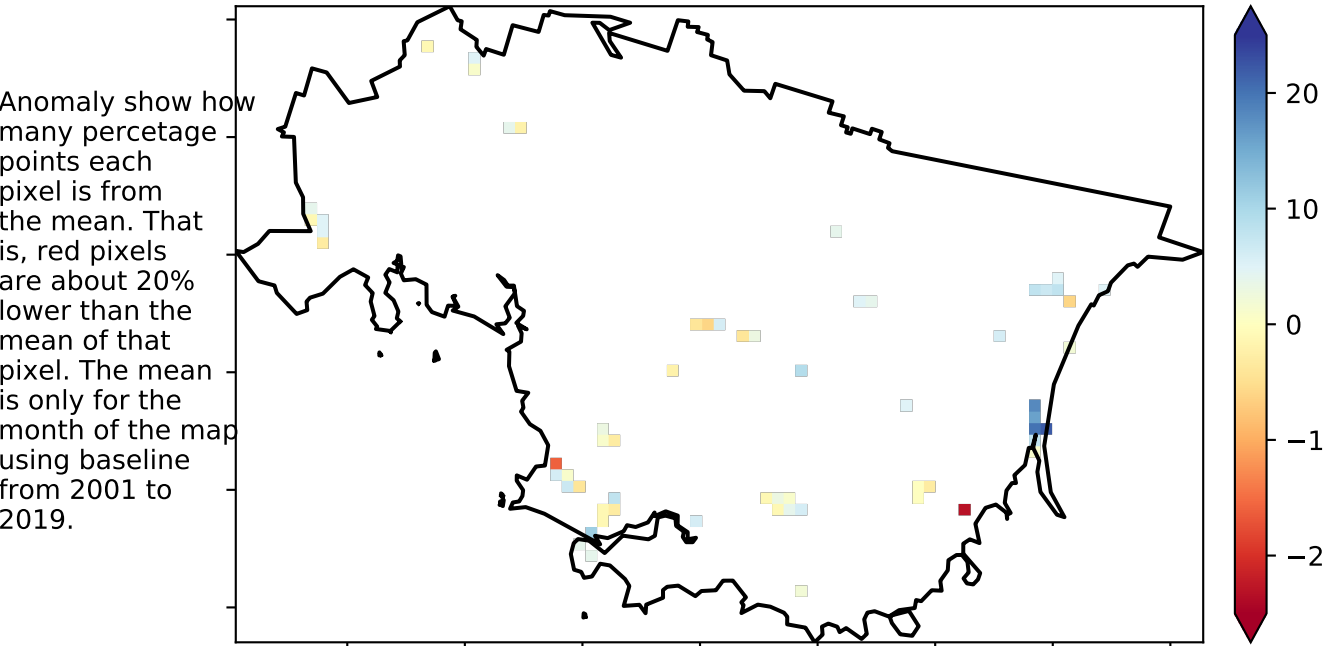 Anomaly show how
many percetage
points each
pixel is from
the mean. That
is, red pixels
are about 20%
lower than the
mean of that
pixel. The mean
is only for the
month of the map
using baseline
from 2001 to
2019.
20
10
0
−1
−2